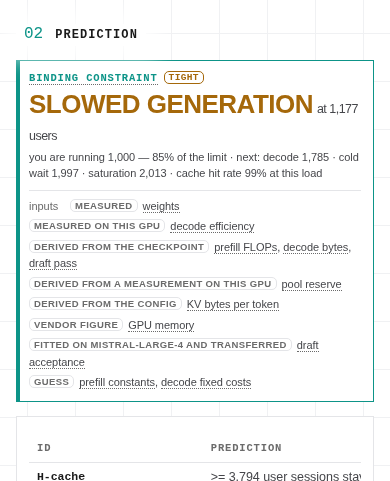 02 PREDICTION
BINDING CONSTRAINT TIGHT
SLOWED GENERATION at 1,177
users
you are running 1,000 — 85% of the limit · next: decode 1,785 · cold
wait 1,997 · saturation 2,013 · cache hit rate 99% at this load
inputs MEASURED weights
MEASURED ON THIS GPU decode efficiency
DERIVED FROM THE CHECKPOINT prefill FLOPs, decode bytes,
draft pass
DERIVED FROM A MEASUREMENT ON THIS GPU pool reserve
DERIVED FROM THE CONFIG KV bytes per token
VENDOR FIGURE GPU memory
FITTED ON MISTRAL-LARGE-4 AND TRANSFERRED draft
acceptance
GUESS prefill constants, decode fixed costs
ID PREDICTION
H-cache >= 3,794 user sessions stay